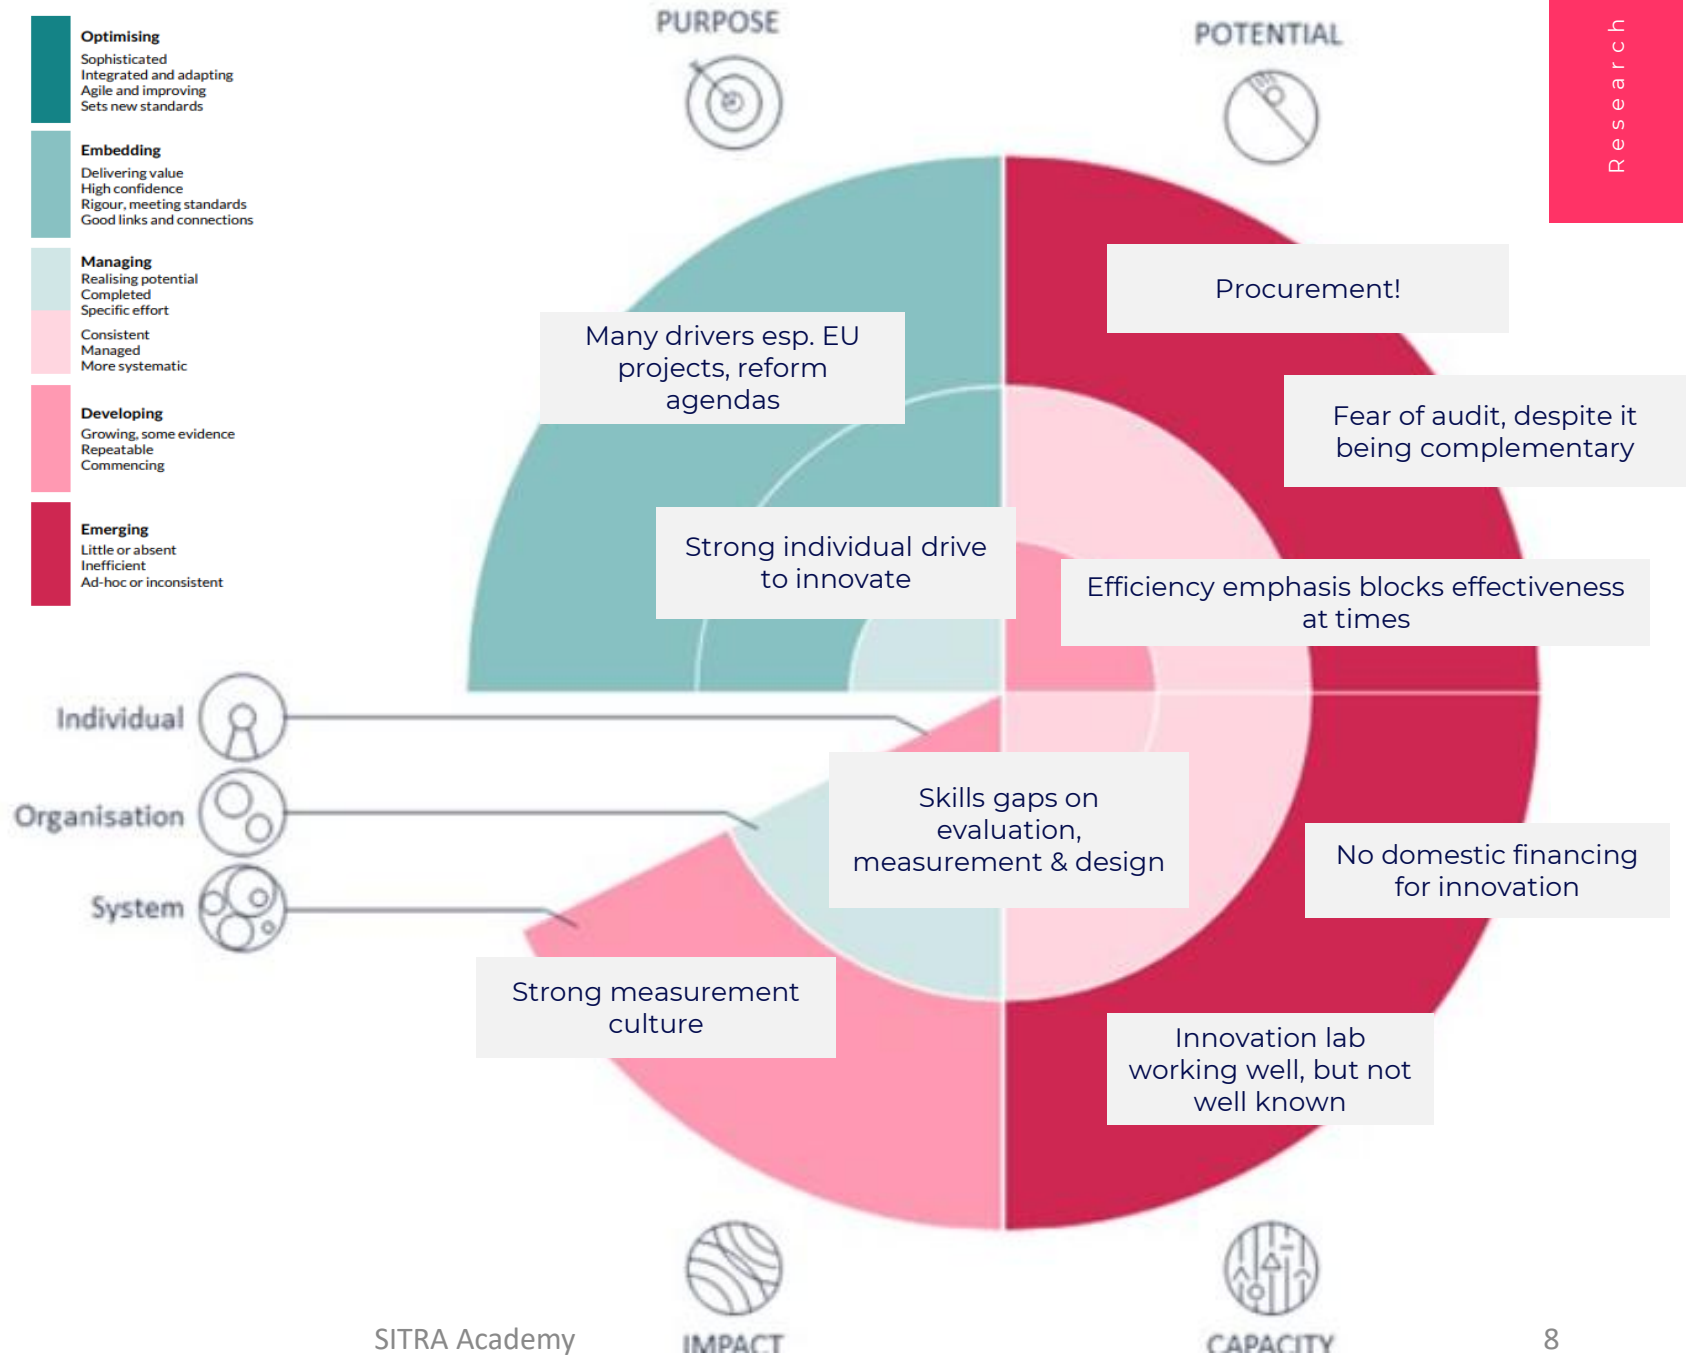 Optimising
Sophisticated
Integrated and adapting
Agile and improving
Sets new standards
Embedding
Delivering value
High confidence
Rigour, meeting standards
Good links and connections
Managing
Realising potential
Completed
Specific effort
Consistent
Managed
More systematic
Developing
Growing, some evidence
Repeatable
Commencing
Emerging
Little or absent
Inefficient
Ad-hoc or inconsistent
PURPOSE
POTENTIAL
Research
Procurement!
Many drivers esp. EU
projects, reform
agendas
Fear of audit, despite it
being complementary
Strong individual drive
to innovate
Efficiency emphasis blocks effectiveness
at times
Individual
Organisation
System
Skills gaps on
evaluation,
measurement & design
No domestic financing
for innovation
Strong measurement
culture
Innovation lab
working well, but not
well known
IMPACT
CAPACITY
SITRA Academy
8